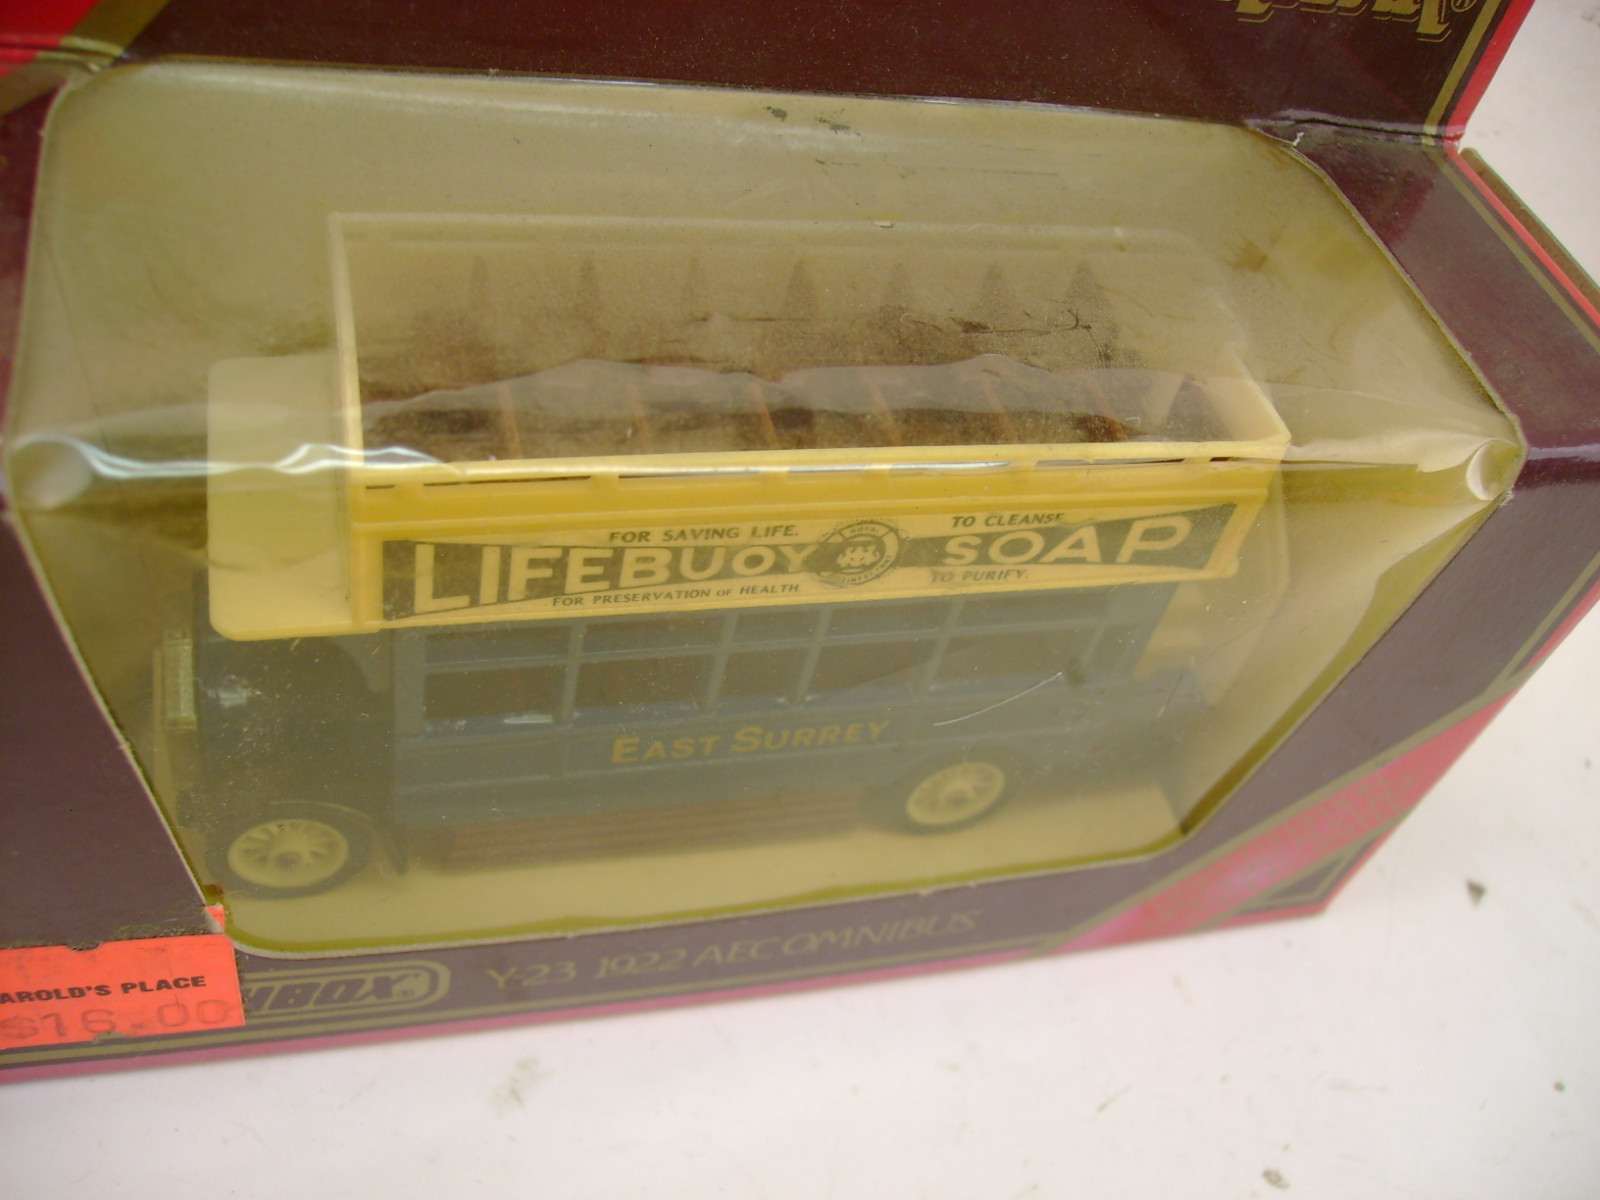 FOR SAVING LIFE.
TO CLEANSE
LIFEBUOY
ROYAL
SOAP
FOR PRESERVATION OF HEALTH
TO PURIFY.
EAST SURREY
Y-23 1922 AEC OMNIBUS
AROLD'S PLACE
$16.00